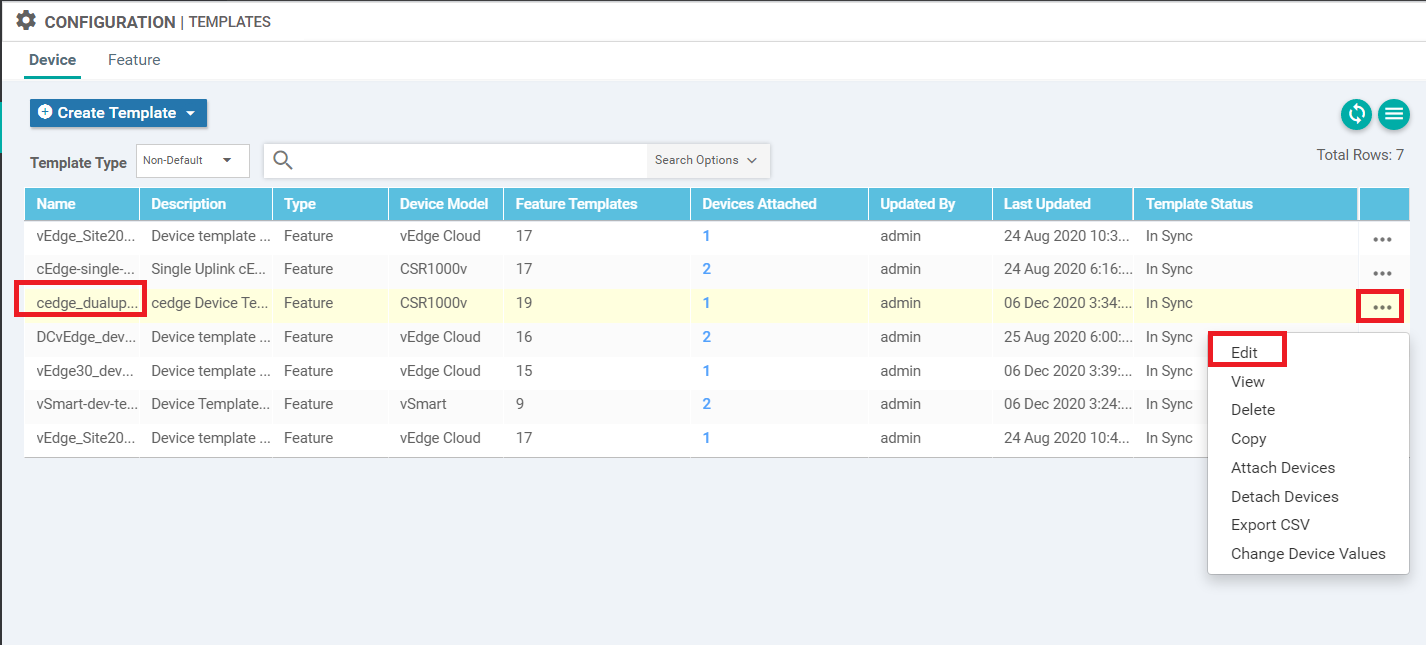 CONFIGURATION | TEMPLATES
Device Feature
Create Template
Total Rows: 7
Template Type Non-Default Search Options
Name Description Type Device Model Feature Templates Devices Attached Updated By Last Updated Template Status
vEdge_Site20... Device template ... Feature vEdge Cloud 17 1 admin 24 Aug 2020 10:3... In Sync
cEdge-single-... Single Uplink cE... Feature CSR1000v 17 2 admin 24 Aug 2020 6:16:... In Sync
cedge_dualup... cedge Device Te... Feature CSR1000v 19 1 admin 06 Dec 2020 3:34:... In Sync
DCvEdge_dev... Device template ... Feature vEdge Cloud 16 2 admin 25 Aug 2020 6:00:... In Sync
vEdge30_dev... Device template ... Feature vEdge Cloud 15 1 admin 06 Dec 2020 3:39:... In Sync
vSmart-dev-te... Device Template... Feature vSmart 9 2 admin 06 Dec 2020 3:24:... In Sync
vEdge_Site20... Device template ... Feature vEdge Cloud 17 1 admin 24 Aug 2020 10:4... In Sync
Edit
View
Delete
Copy
Attach Devices
Detach Devices
Export CSV
Change Device Values